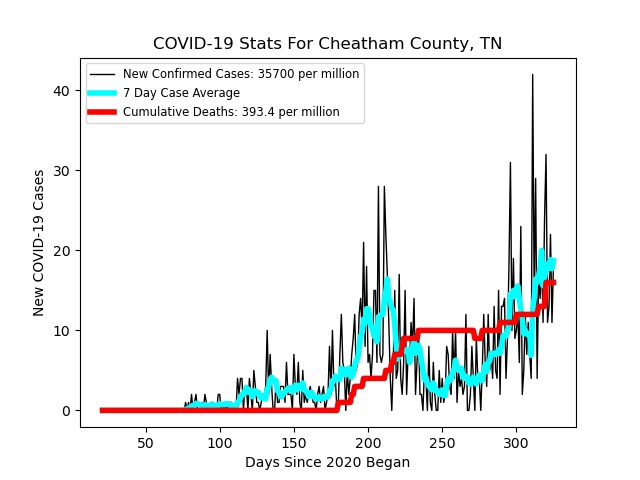 COVID-19 Stats For Cheatham County, TN
New Confirmed Cases: 35700 per million
7 Day Case Average
Cumulative Deaths: 393.4 per million
New COVID-19 Cases
40
30
20
10
0
50
100
150
200
250
300
Days Since 2020 Began